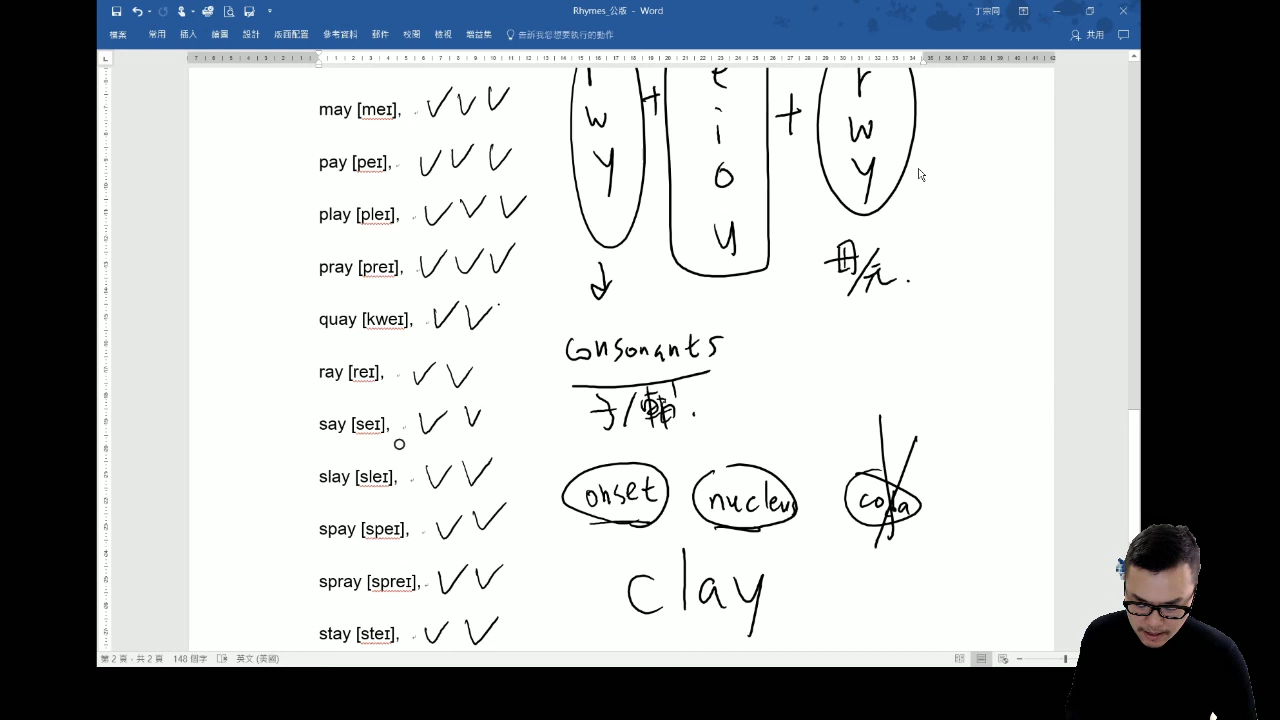 Rhymes_公版 - Word
丁宗同
檔案 常用 插入 繪圖 設計 版面配置 參考資料 郵件 校閱 檢視 增益集 告訴我您想要執行的動作 共用
may [meɪ],
pay [peɪ],
play [pleɪ],
pray [preɪ],
quay [kweɪ],
ray [reɪ],
say [seɪ],
slay [sleɪ],
spay [speɪ],
spray [spreɪ],
stay [steɪ],
w
y
+
e
i
o
y
+
r
w
y
consonants
子/輔.
onset nucleus coda
clay
第 2 頁,共 2 頁 148 個字 英文 (美國)